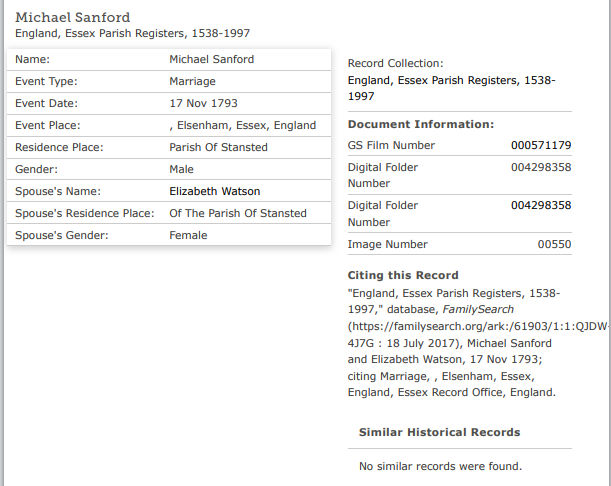 Michael Sanford
England, Essex Parish Registers, 1538-1997
Name: Michael Sanford
Event Type: Marriage
Event Date: 17 Nov 1793
Event Place: , Elsenham, Essex, England
Residence Place: Parish Of Stansted
Gender: Male
Spouse's Name: Elizabeth Watson
Spouse's Residence Place: Of The Parish Of Stansted
Spouse's Gender: Female
Record Collection:
England, Essex Parish Registers, 1538-
1997
Document Information:
GS Film Number 000571179
Digital Folder 004298358
Number
Digital Folder 004298358
Number
Image Number 00550
Citing this Record
"England, Essex Parish Registers, 1538-
1997," database, FamilySearch
(https://familysearch.org/ark:/61903/1:1:QJDW-
4J7G : 18 July 2017), Michael Sanford
and Elizabeth Watson, 17 Nov 1793;
citing Marriage, , Elsenham, Essex,
England, Essex Record Office, England.
Similar Historical Records
No similar records were found.